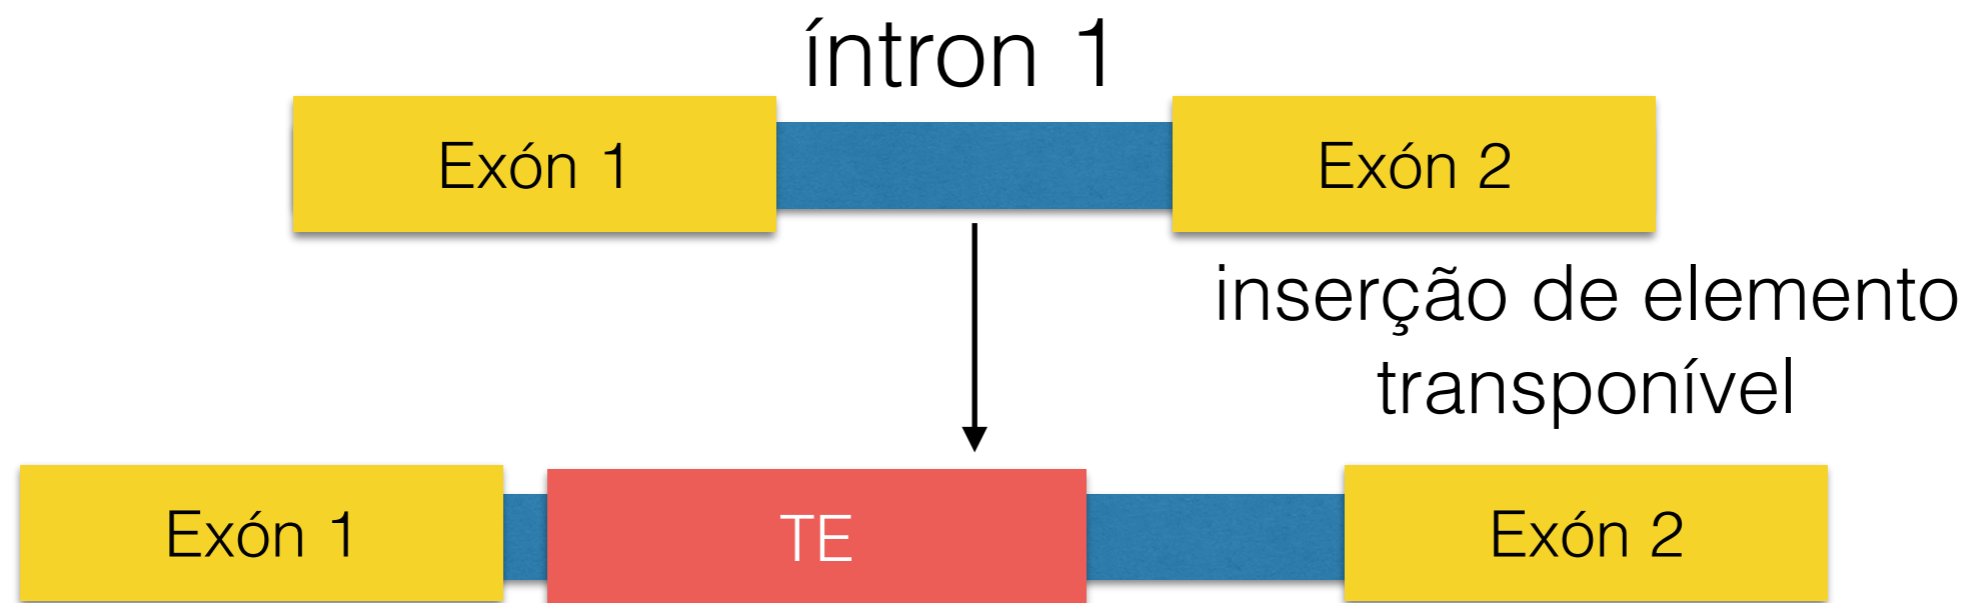 íntron 1
Exón 1
Exón 2
inserção de elemento
transponível
Exón 1
TE
Exón 2